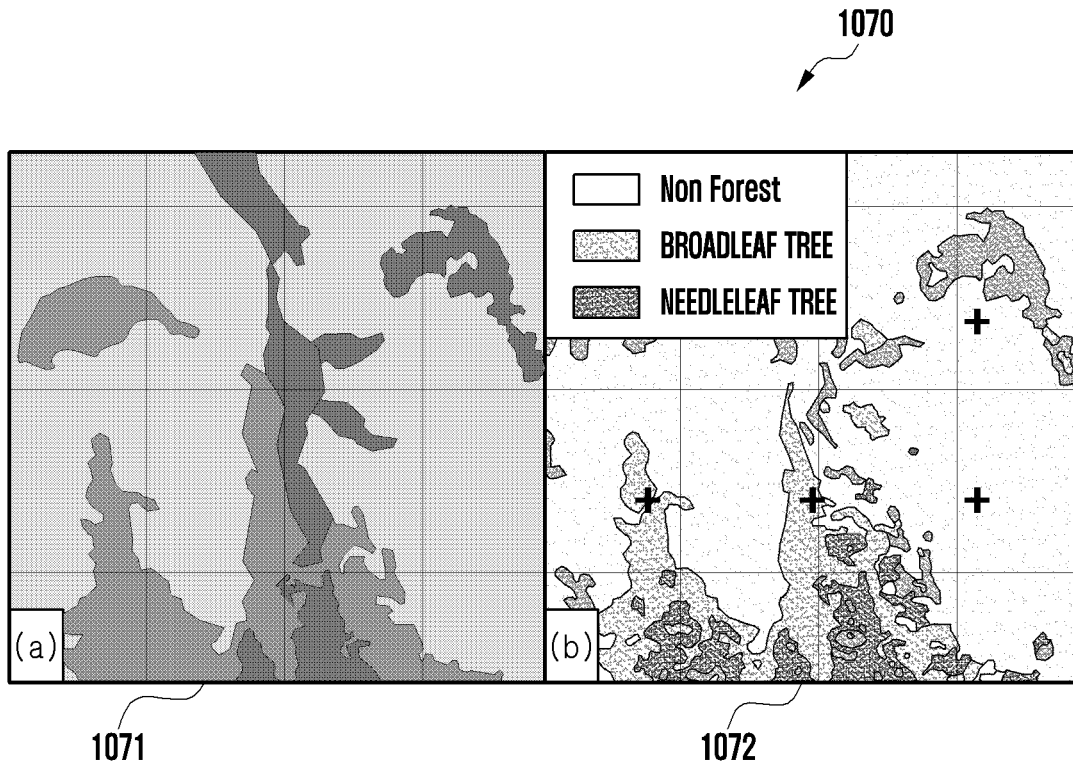 1070
Non Forest
BROADLEAF TREE
NEEDLELEAF TREE
(a)
(b)
1071
1072